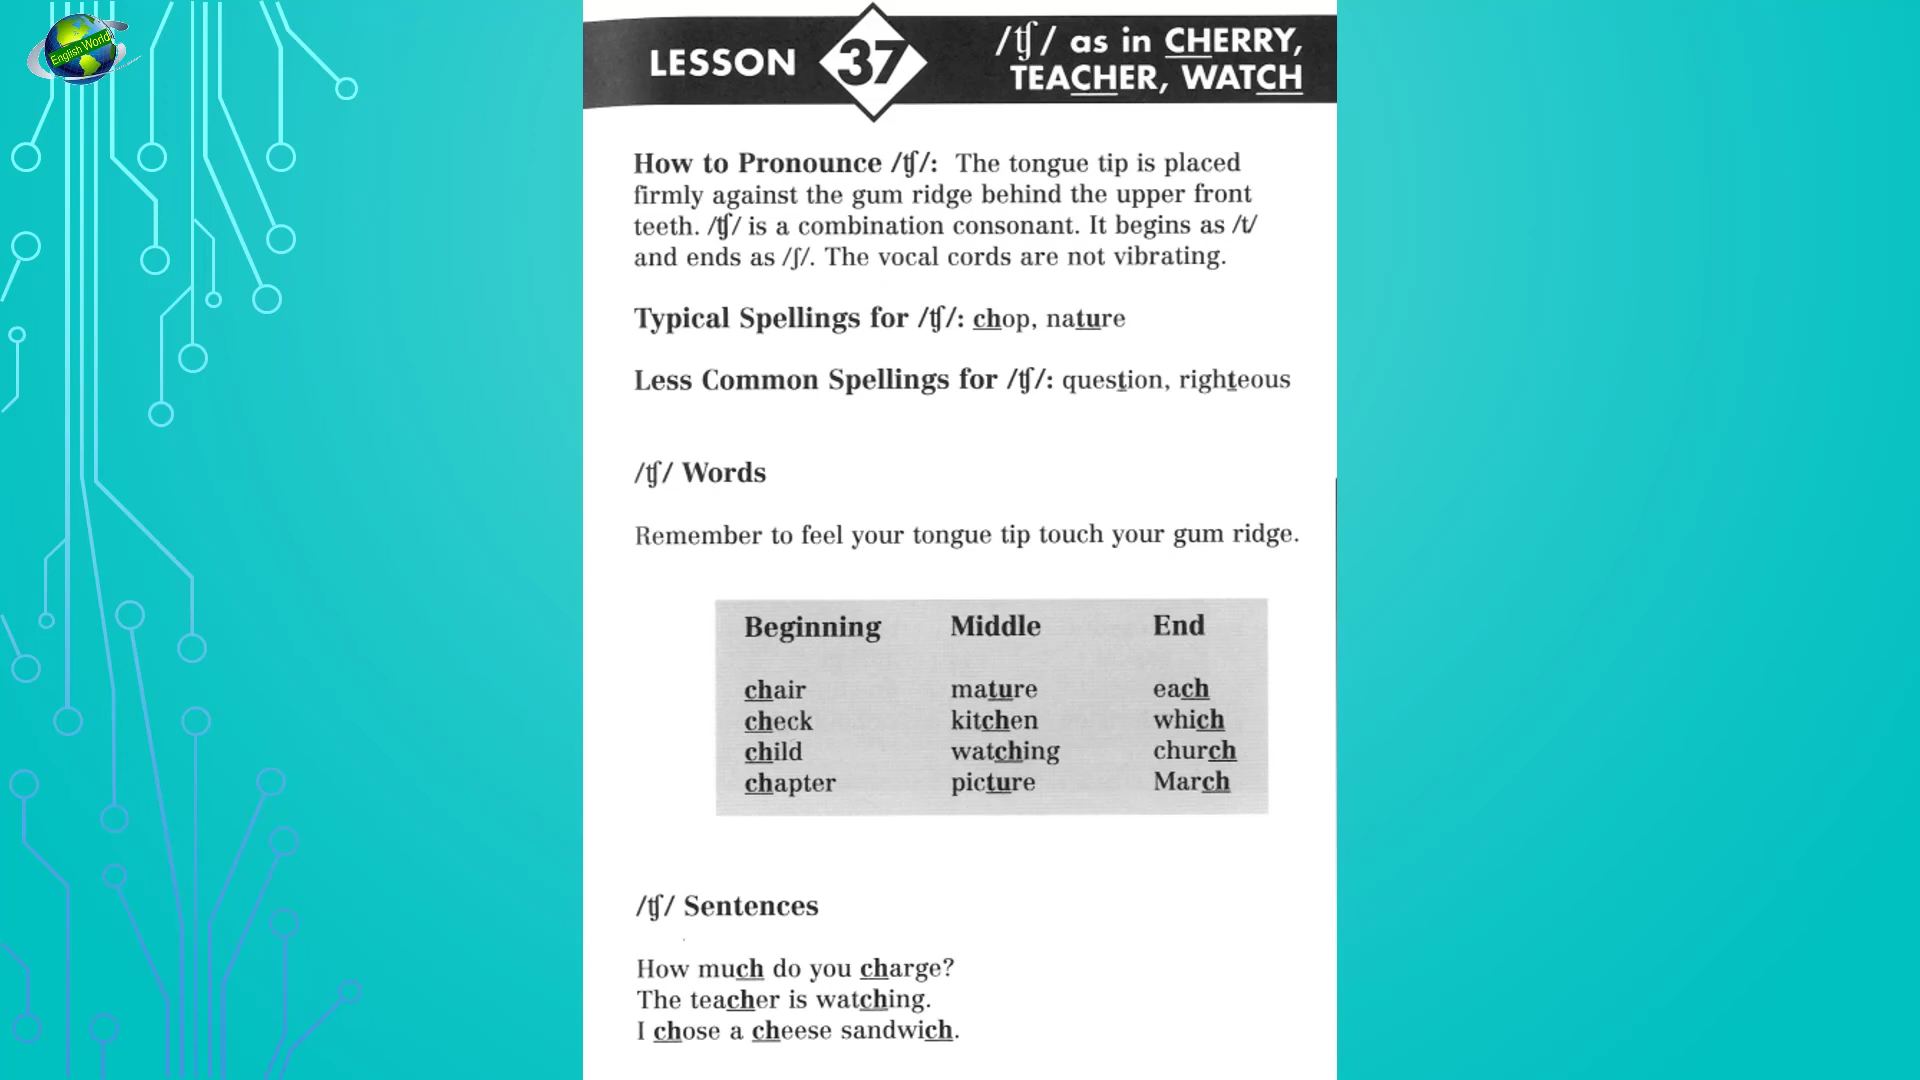 English World
LESSON 37
/ʧ/ as in CHERRY,
TEACHER, WATCH
How to Pronounce /ʧ/: The tongue tip is placed
firmly against the gum ridge behind the upper front
teeth. /ʧ/ is a combination consonant. It begins as /t/
and ends as /ʃ/. The vocal cords are not vibrating.
Typical Spellings for /ʧ/: chop, nature
Less Common Spellings for /ʧ/: question, righteous
/ʧ/ Words
Remember to feel your tongue tip touch your gum ridge.
Beginning Middle End
chair mature each
check kitchen which
child watching church
chapter picture March
/ʧ/ Sentences
How much do you charge?
The teacher is watching.
I chose a cheese sandwich.